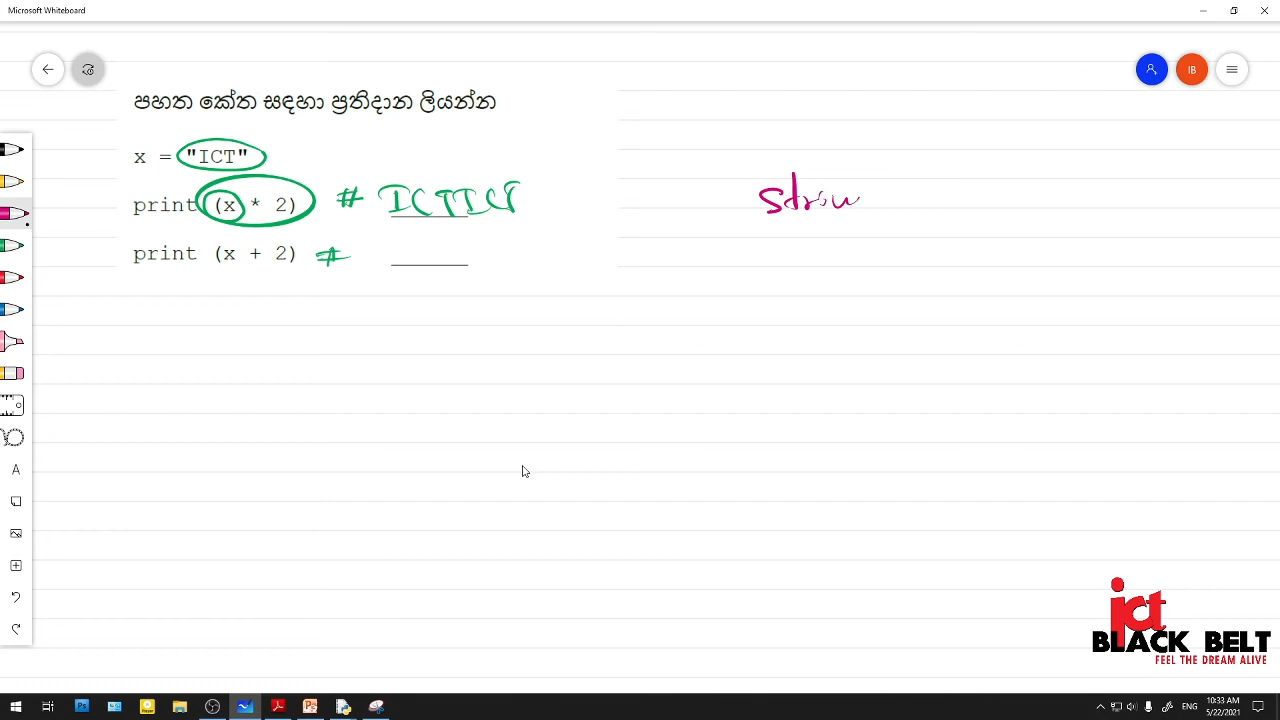 Microsoft Whiteboard
IB
පහත කේත සඳහා ප්‍රතිදාන ලියන්න
x = "ICT"
print (x * 2) # ICTICT
print (x + 2) #
A
ict
BLACK BELT
FEEL THE DREAM ALIVE
ENG
10:33 AM
5/22/2021